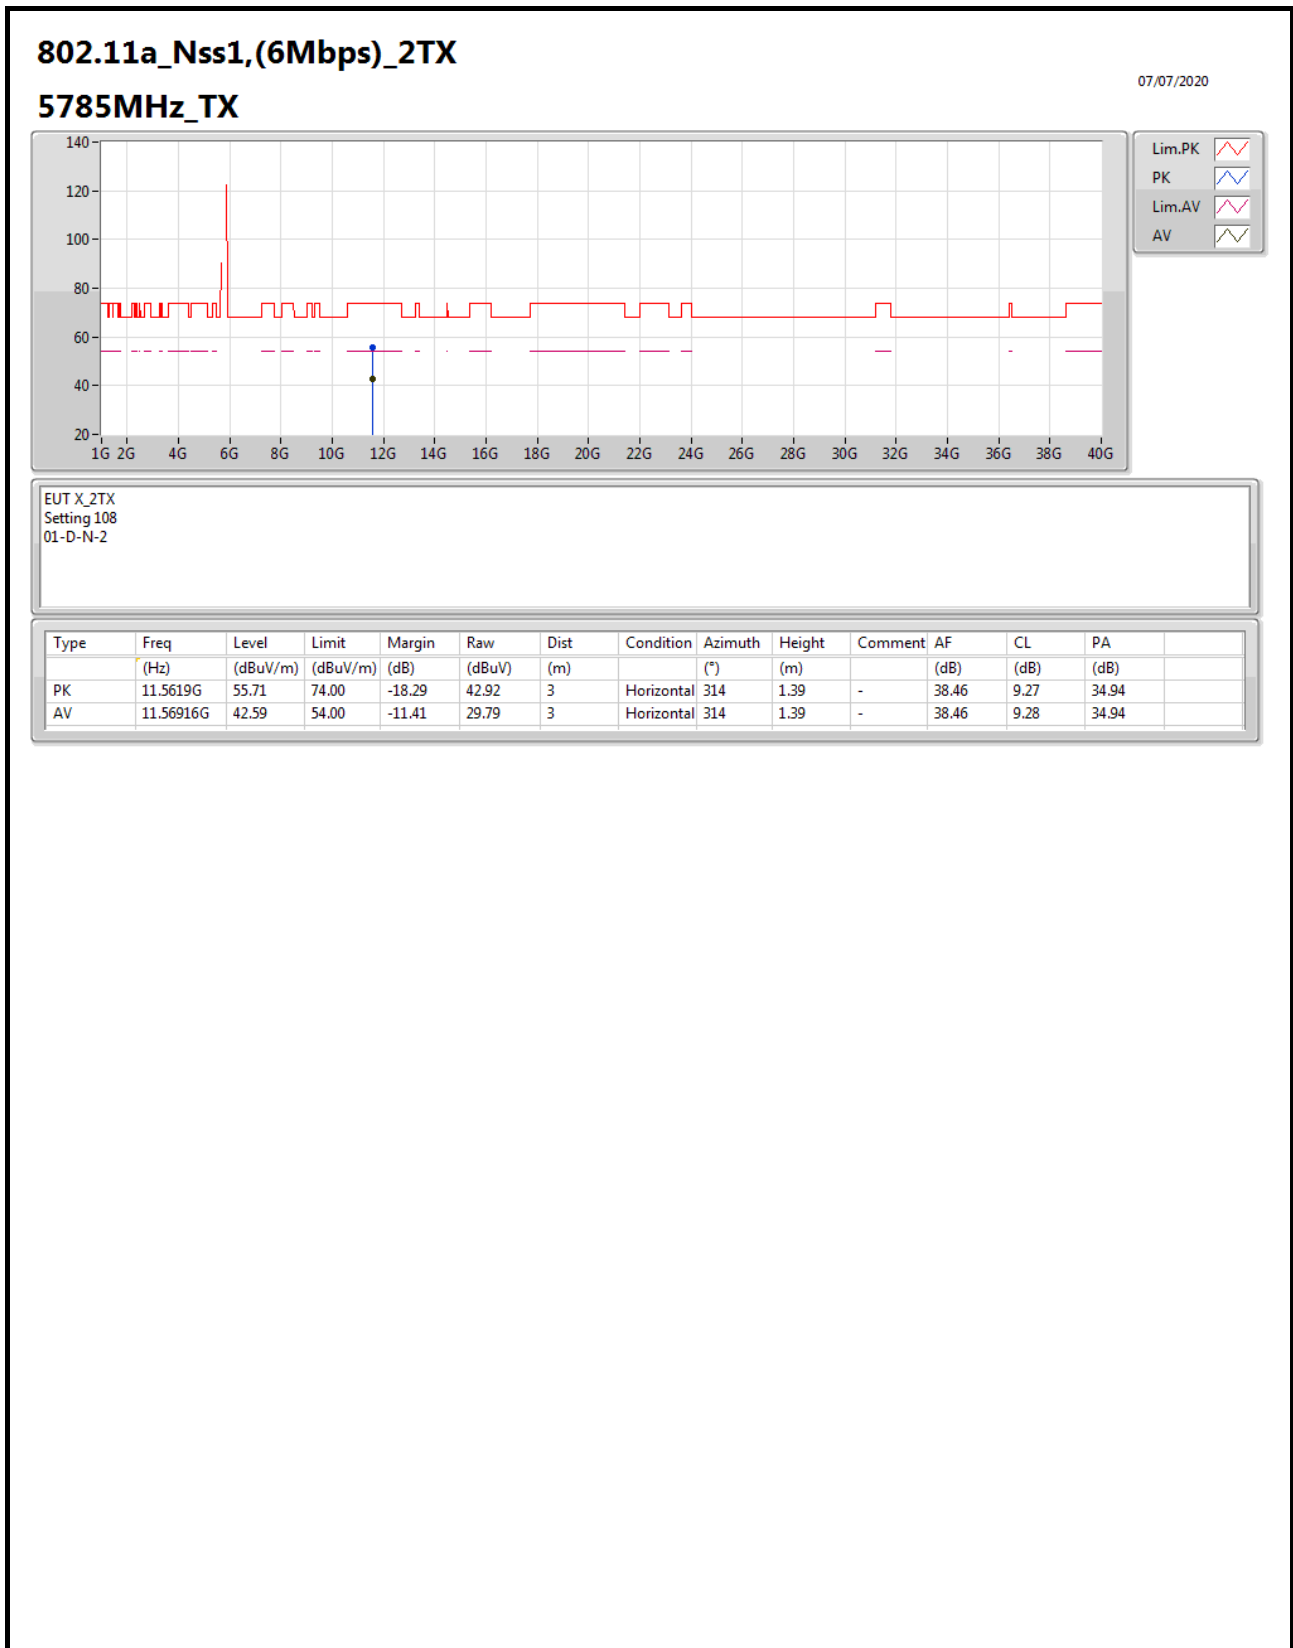 802.11a_Nss1,(6Mbps)_2TX
07/07/2020
5785MHz_TX
140
120
100
80
60
40
20
1G 2G 4G 6G 8G 10G 12G 14G 16G 18G 20G 22G 24G 26G 28G 30G 32G 34G 36G 38G 40G
Lim.PK
PK
Lim.AV
AV
EUT X_2TX
Setting 108
01-D-N-2
Type Freq Level Limit Margin Raw Dist Condition Azimuth Height Comment AF CL PA
(Hz) (dBuV/m) (dBuV/m) (dB) (dBuV) (m) (°) (m) (dB) (dB) (dB)
PK 11.5619G 55.71 74.00 -18.29 42.92 3 Horizontal 314 1.39 - 38.46 9.27 34.94
AV 11.56916G 42.59 54.00 -11.41 29.79 3 Horizontal 314 1.39 - 38.46 9.28 34.94